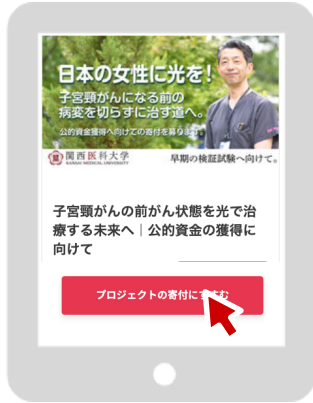 日本の女性に光を!
子宮頸がんになる前の
病変を切らずに治す道へ。
公的資金獲得へ向けての寄付を募ります。
関西医科大学
KANSAI MEDICAL UNIVERSITY
早期の検証試験へ向けて。
子宮頸がんの前がん状態を光で治
療する未来へ|公的資金の獲得に
向けて
プロジェクトの寄付にすすむ